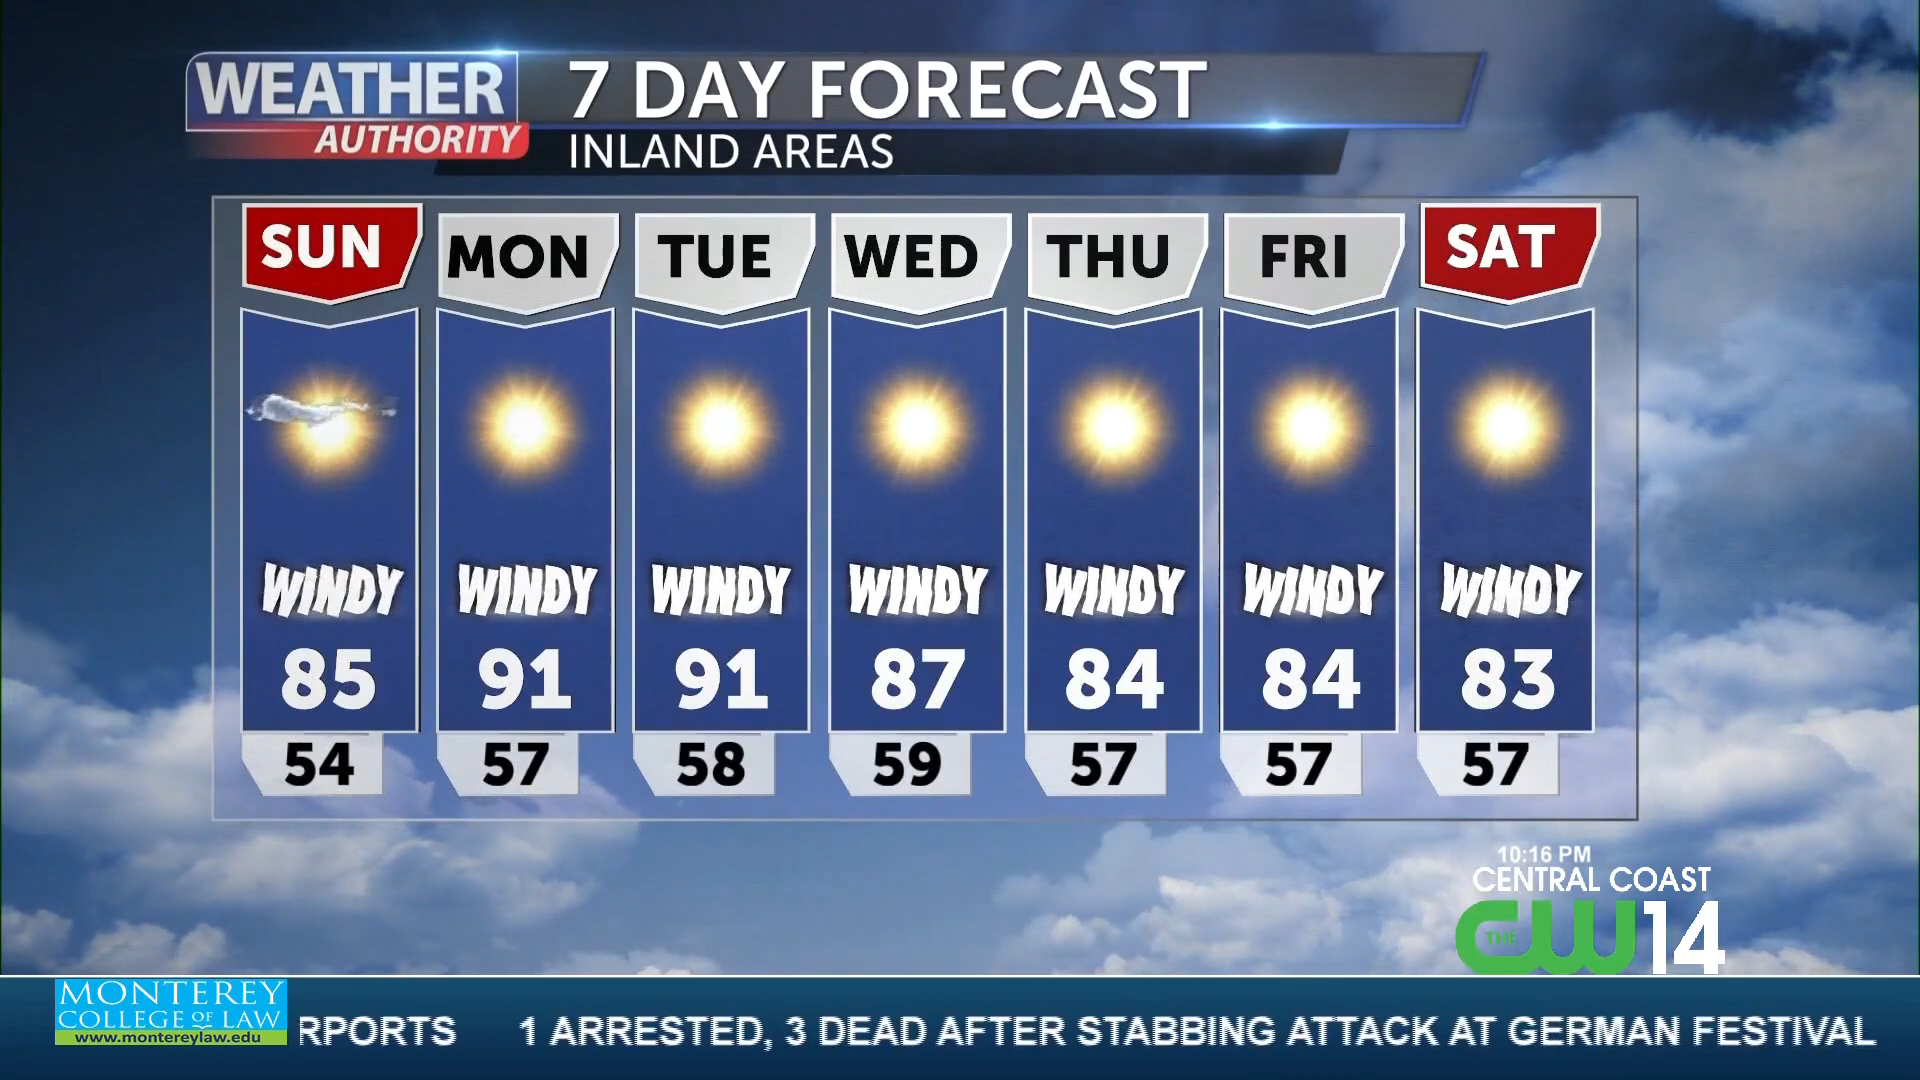 WEATHER
AUTHORITY
7 DAY FORECAST
INLAND AREAS
SUN MON TUE WED THU FRI SAT
WINDY WINDY WINDY WINDY WINDY WINDY WINDY
85 91 91 87 84 84 83
54 57 58 59 57 57 57
10:16 PM
CENTRAL COAST
THE CW 14
MONTEREY
COLLEGE OF LAW
www.montereylaw.edu
RPORTS 1 ARRESTED, 3 DEAD AFTER STABBING ATTACK AT GERMAN FESTIVAL